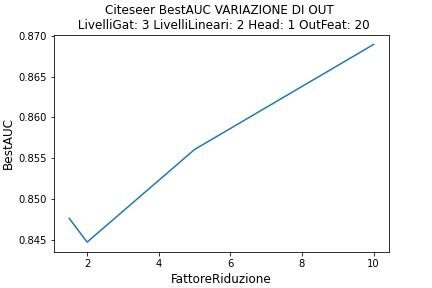 Citeseer BestAUC VARIAZIONE DI OUT
LivelliGat: 3 LivelliLineari: 2 Head: 1 OutFeat: 20
0.870
0.865
0.860
0.855
0.850
0.845
BestAUC
2
4
6
8
10
FattoreRiduzione